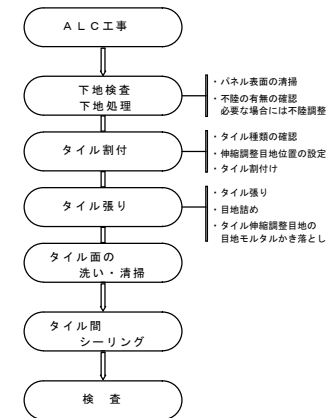 ＡＬＣ工事
下地検査
下地処理
・パネル表面の清掃
・不陸の有無の確認
必要な場合には不陸調整
タイル割付
・タイル種類の確認
・伸縮調整目地位置の設定
・タイル割付け
タイル張り
・タイル張り
・目地詰め
・タイル伸縮調整目地の
目地モルタルかき落とし
タイル面の
洗い・清掃
タイル間
シーリング
検　査